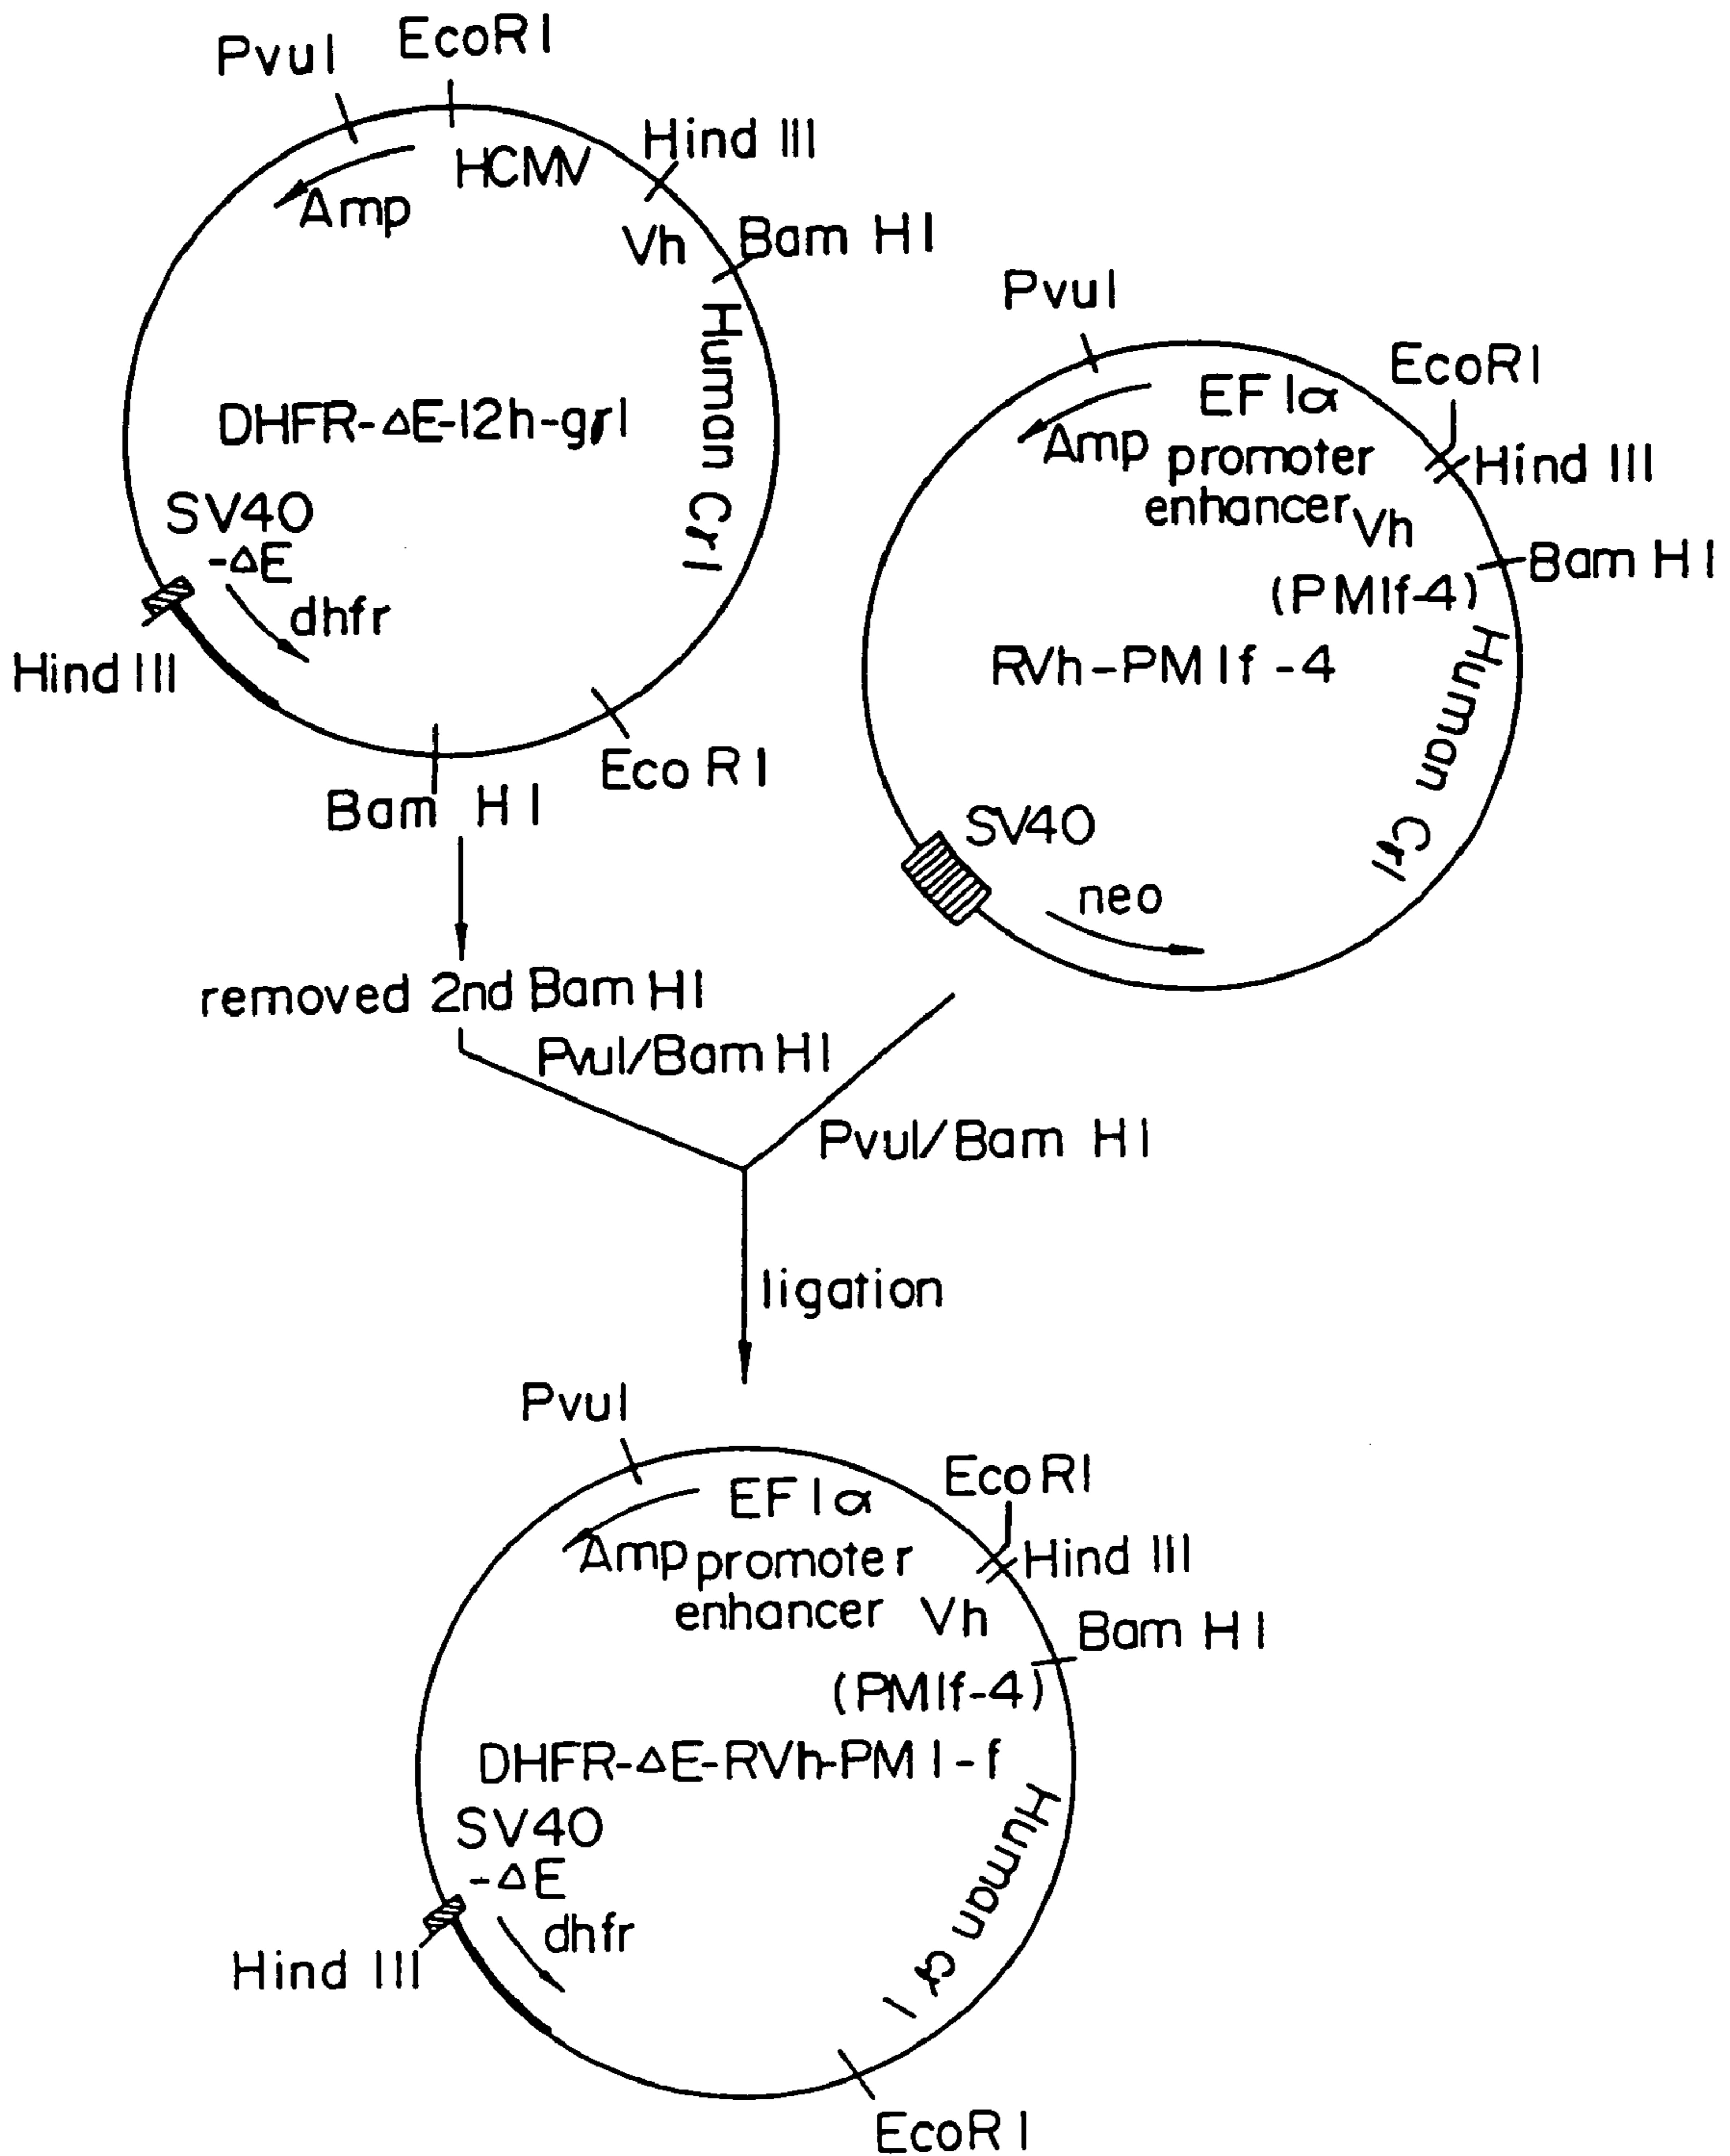 PvuI
EcoRI
HCMV
Hind III
Amp
Vh
Bam HI
Human Cγ1
DHFR-ΔE-12h-gγ1
SV40
-ΔE
dhfr
Hind III
Eco RI
Bam HI
PvuI
EcoRI
EF1α
Amp promoter
Hind III
enhancer
Vh
Bam HI
(PM1f-4)
RVh-PM1f-4
Human Cγ1
SV40
neo
removed 2nd Bam HI
PvuI/Bam HI
PvuI/Bam HI
ligation
PvuI
EcoRI
EF1α
Hind III
Amp promoter
enhancer
Vh
Bam HI
(PM1f-4)
DHFR-ΔE-RVh-PM1-f
SV40
-ΔE
dhfr
Human Cγ1
Hind III
EcoRI